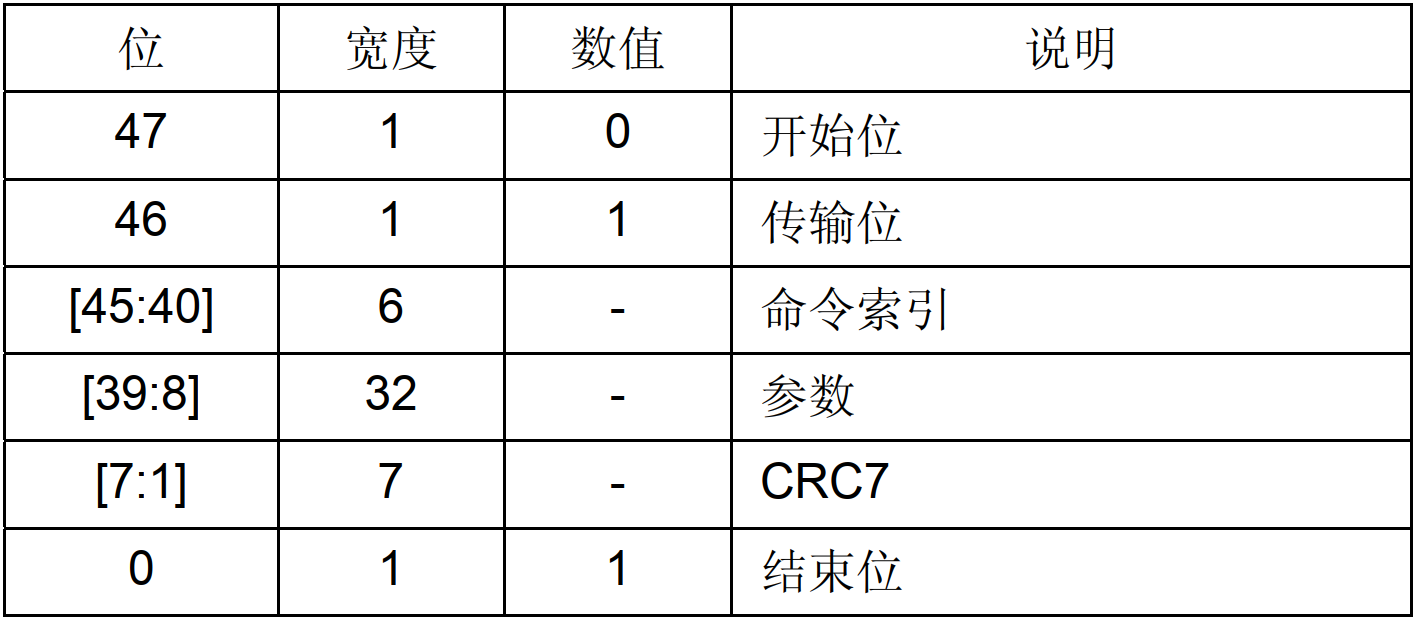 位 宽度 数值 说明
47 1 0 开始位
46 1 1 传输位
[45:40] 6 - 命令索引
[39:8] 32 - 参数
[7:1] 7 - CRC7
0 1 1 结束位